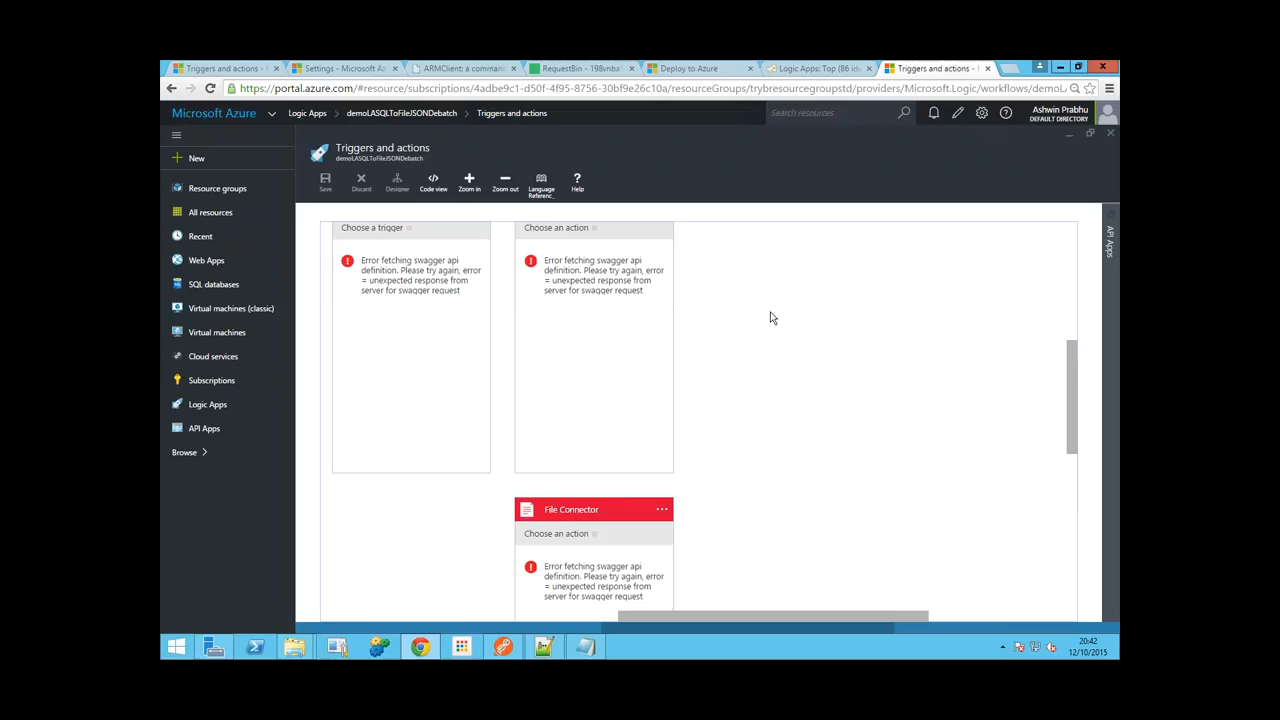 Triggers and actions -
Settings - Microsoft Az
ARMClient: a comman
RequestBin - 198vnba1
Deploy to Azure
Logic Apps: Top (86 ide
Triggers and actions -
https://portal.azure.com/#resource/subscriptions/4adbe9c1-d50f-4f95-8756-30bf9e26c10a/resourceGroups/trybresourcegroupstd/providers/Microsoft.Logic/workflows/demoL
Microsoft Azure
Logic Apps
demoLASQLToFileJSONDebatch
Triggers and actions
Search resources
Ashwin Prabhu
DEFAULT DIRECTORY
New
Resource groups
All resources
Recent
Web Apps
SQL databases
Virtual machines (classic)
Virtual machines
Cloud services
Subscriptions
Logic Apps
API Apps
Browse
Triggers and actions
demoLASQLToFileJSONDebatch
Save
Discard
Designer
Code view
Zoom in
Zoom out
Language
Referenc...
Help
API Apps
Choose a trigger
Error fetching swagger api
definition. Please try again, error
= unexpected response from
server for swagger request
Choose an action
Error fetching swagger api
definition. Please try again, error
= unexpected response from
server for swagger request
File Connector
Choose an action
Error fetching swagger api
definition. Please try again, error
= unexpected response from
server for swagger request
20:42
12/10/2015